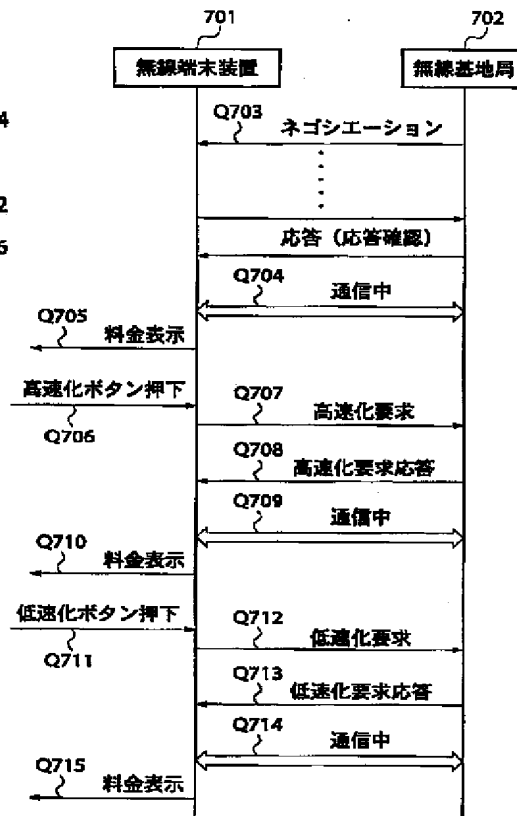 701
702
無線端末装置
無線基地局
4
Q703
ネゴシエーション
2
応答（応答確認）
6
Q704
通信中
Q705
料金表示
高速化ボタン押下
Q706
Q707
高速化要求
Q708
高速化要求応答
Q709
通信中
Q710
料金表示
低速化ボタン押下
Q711
Q712
低速化要求
Q713
低速化要求応答
Q714
通信中
Q715
料金表示